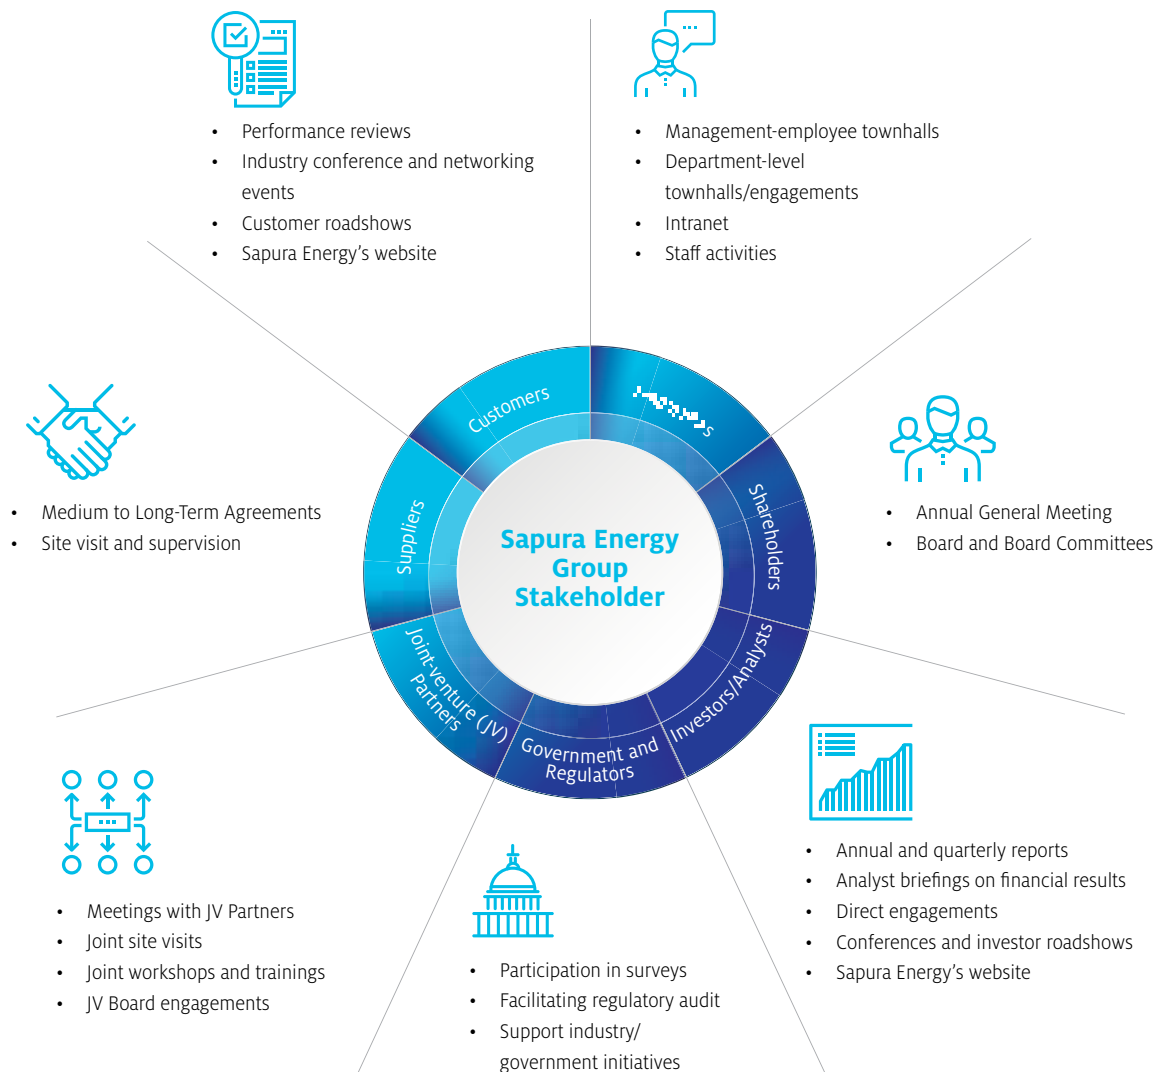 • Performance reviews
• Industry conference and networking
events
• Customer roadshows
• Sapura Energy's website
• Management-employee townhalls
• Department-level
townhalls/engagements
• Intranet
• Staff activities
• Medium to Long-Term Agreements
• Site visit and supervision
• Annual General Meeting
• Board and Board Committees
Customers
Shareholders
Investors/Analysts
Government and
Regulators
Joint-venture (JV)
Partners
Suppliers
Sapura Energy
Group
Stakeholder
• Meetings with JV Partners
• Joint site visits
• Joint workshops and trainings
• JV Board engagements
• Participation in surveys
• Facilitating regulatory audit
• Support industry/
government initiatives
• Annual and quarterly reports
• Analyst briefings on financial results
• Direct engagements
• Conferences and investor roadshows
• Sapura Energy's website